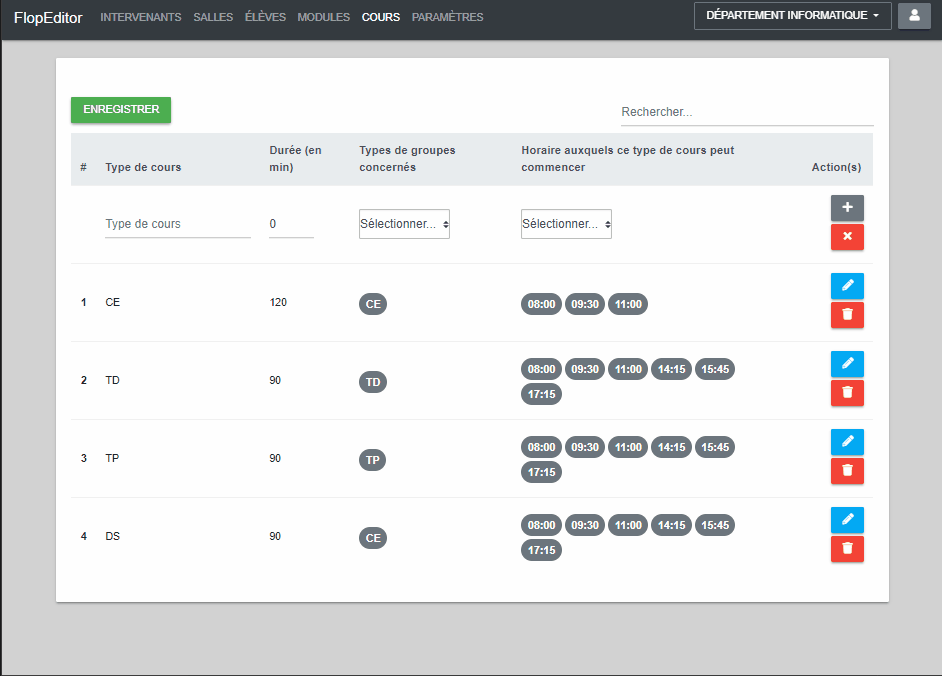 FlopEditor INTERVENANTS SALLES ÉLÈVES MODULES COURS PARAMÈTRES DÉPARTEMENT INFORMATIQUE
ENREGISTRER
Rechercher...
# Type de cours Durée (en min) Types de groupes concernés Horaire auxquels ce type de cours peut commencer Action(s)
Type de cours 0 Sélectionner... Sélectionner...
1 CE 120 CE 08:00 09:30 11:00
2 TD 90 TD 08:00 09:30 11:00 14:15 15:45
17:15
3 TP 90 TP 08:00 09:30 11:00 14:15 15:45
17:15
4 DS 90 CE 08:00 09:30 11:00 14:15 15:45
17:15